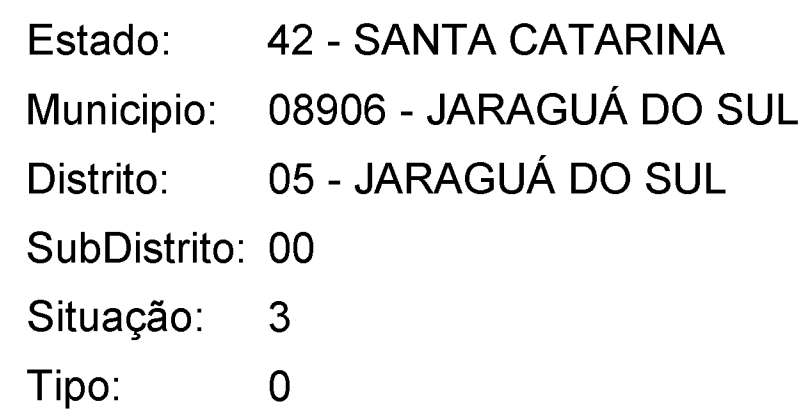 Estado: 42 - SANTA CATARINA
Municipio: 08906 - JARAGUÁ DO SUL
Distrito: 05 - JARAGUÁ DO SUL
SubDistrito: 00
Situação: 3
Tipo: 0